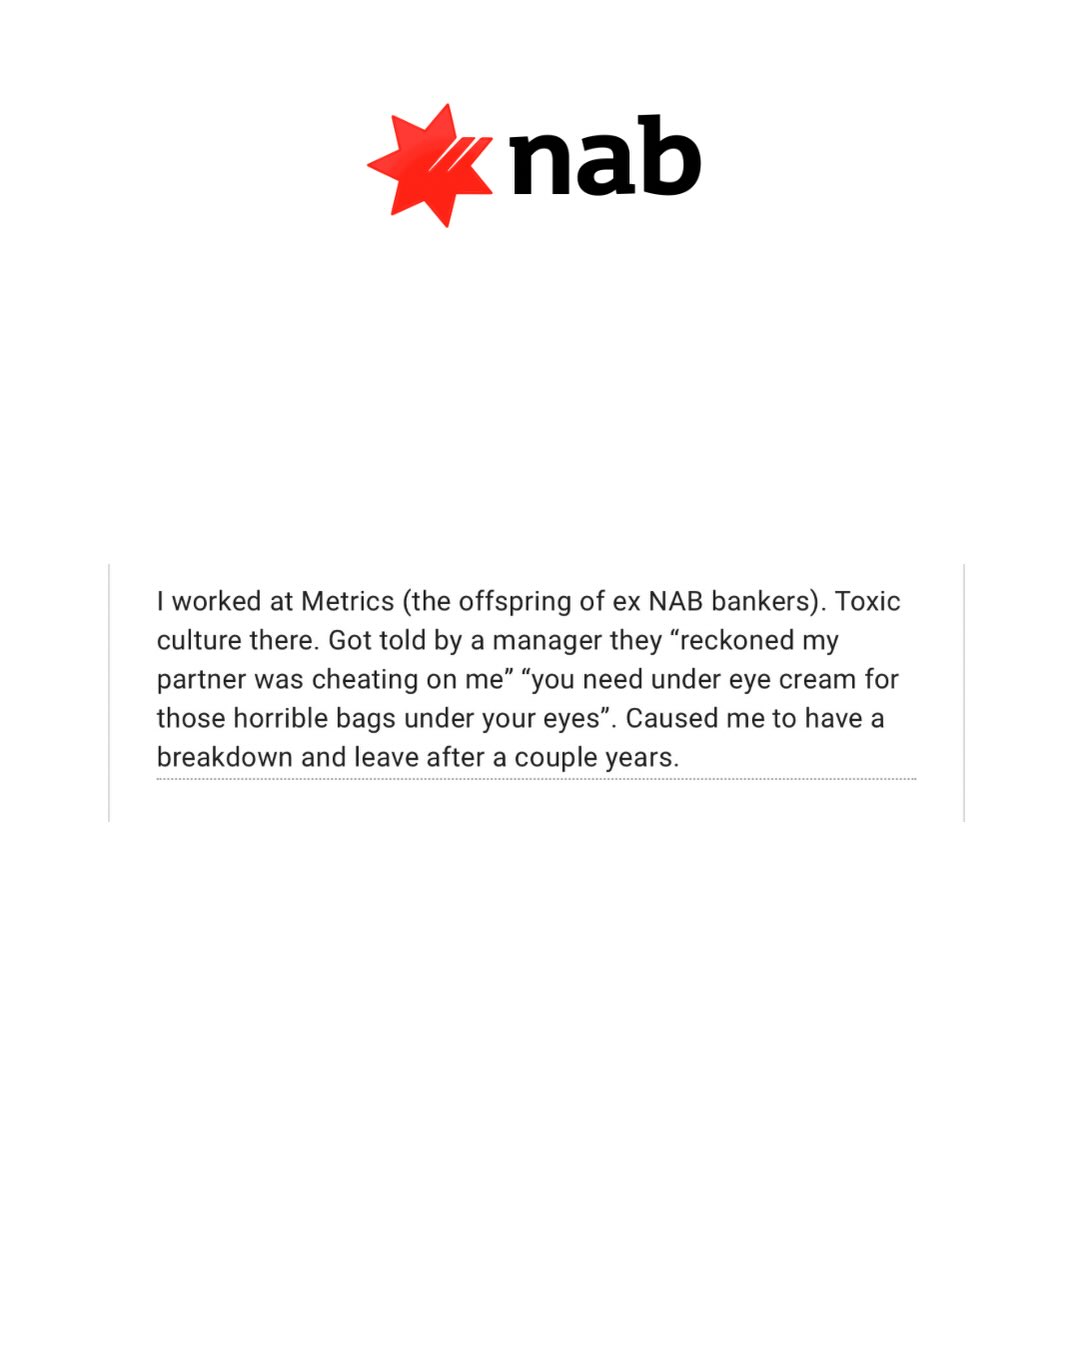 nab
I worked at Metrics (the offspring of ex NAB bankers). Toxic
culture there. Got told by a manager they “reckoned my
partner was cheating on me” “you need under eye cream for
those horrible bags under your eyes”. Caused me to have a
breakdown and leave after a couple years.